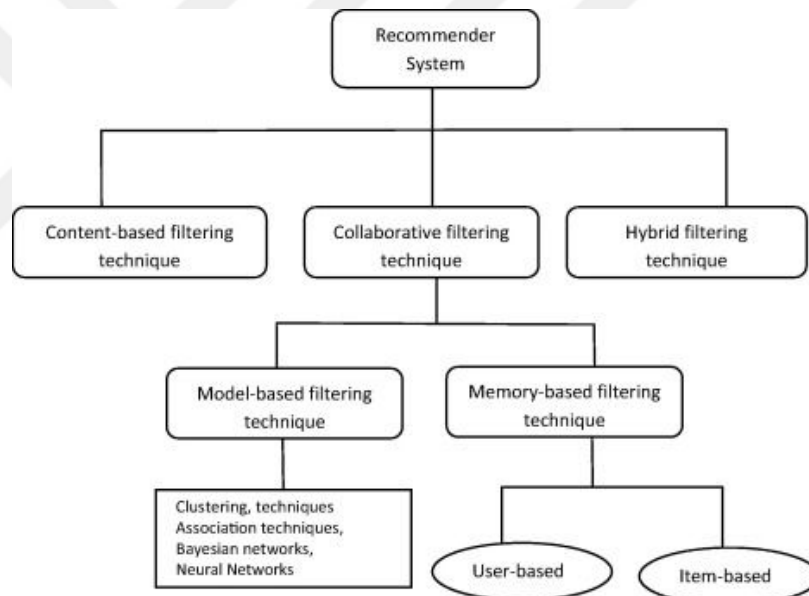 Recommender
System
Content-based filtering
technique
Collaborative filtering
technique
Hybrid filtering
technique
Model-based filtering
technique
Memory-based filtering
technique
Clustering, techniques
Association techniques,
Bayesian networks,
Neural Networks
User-based
Item-based